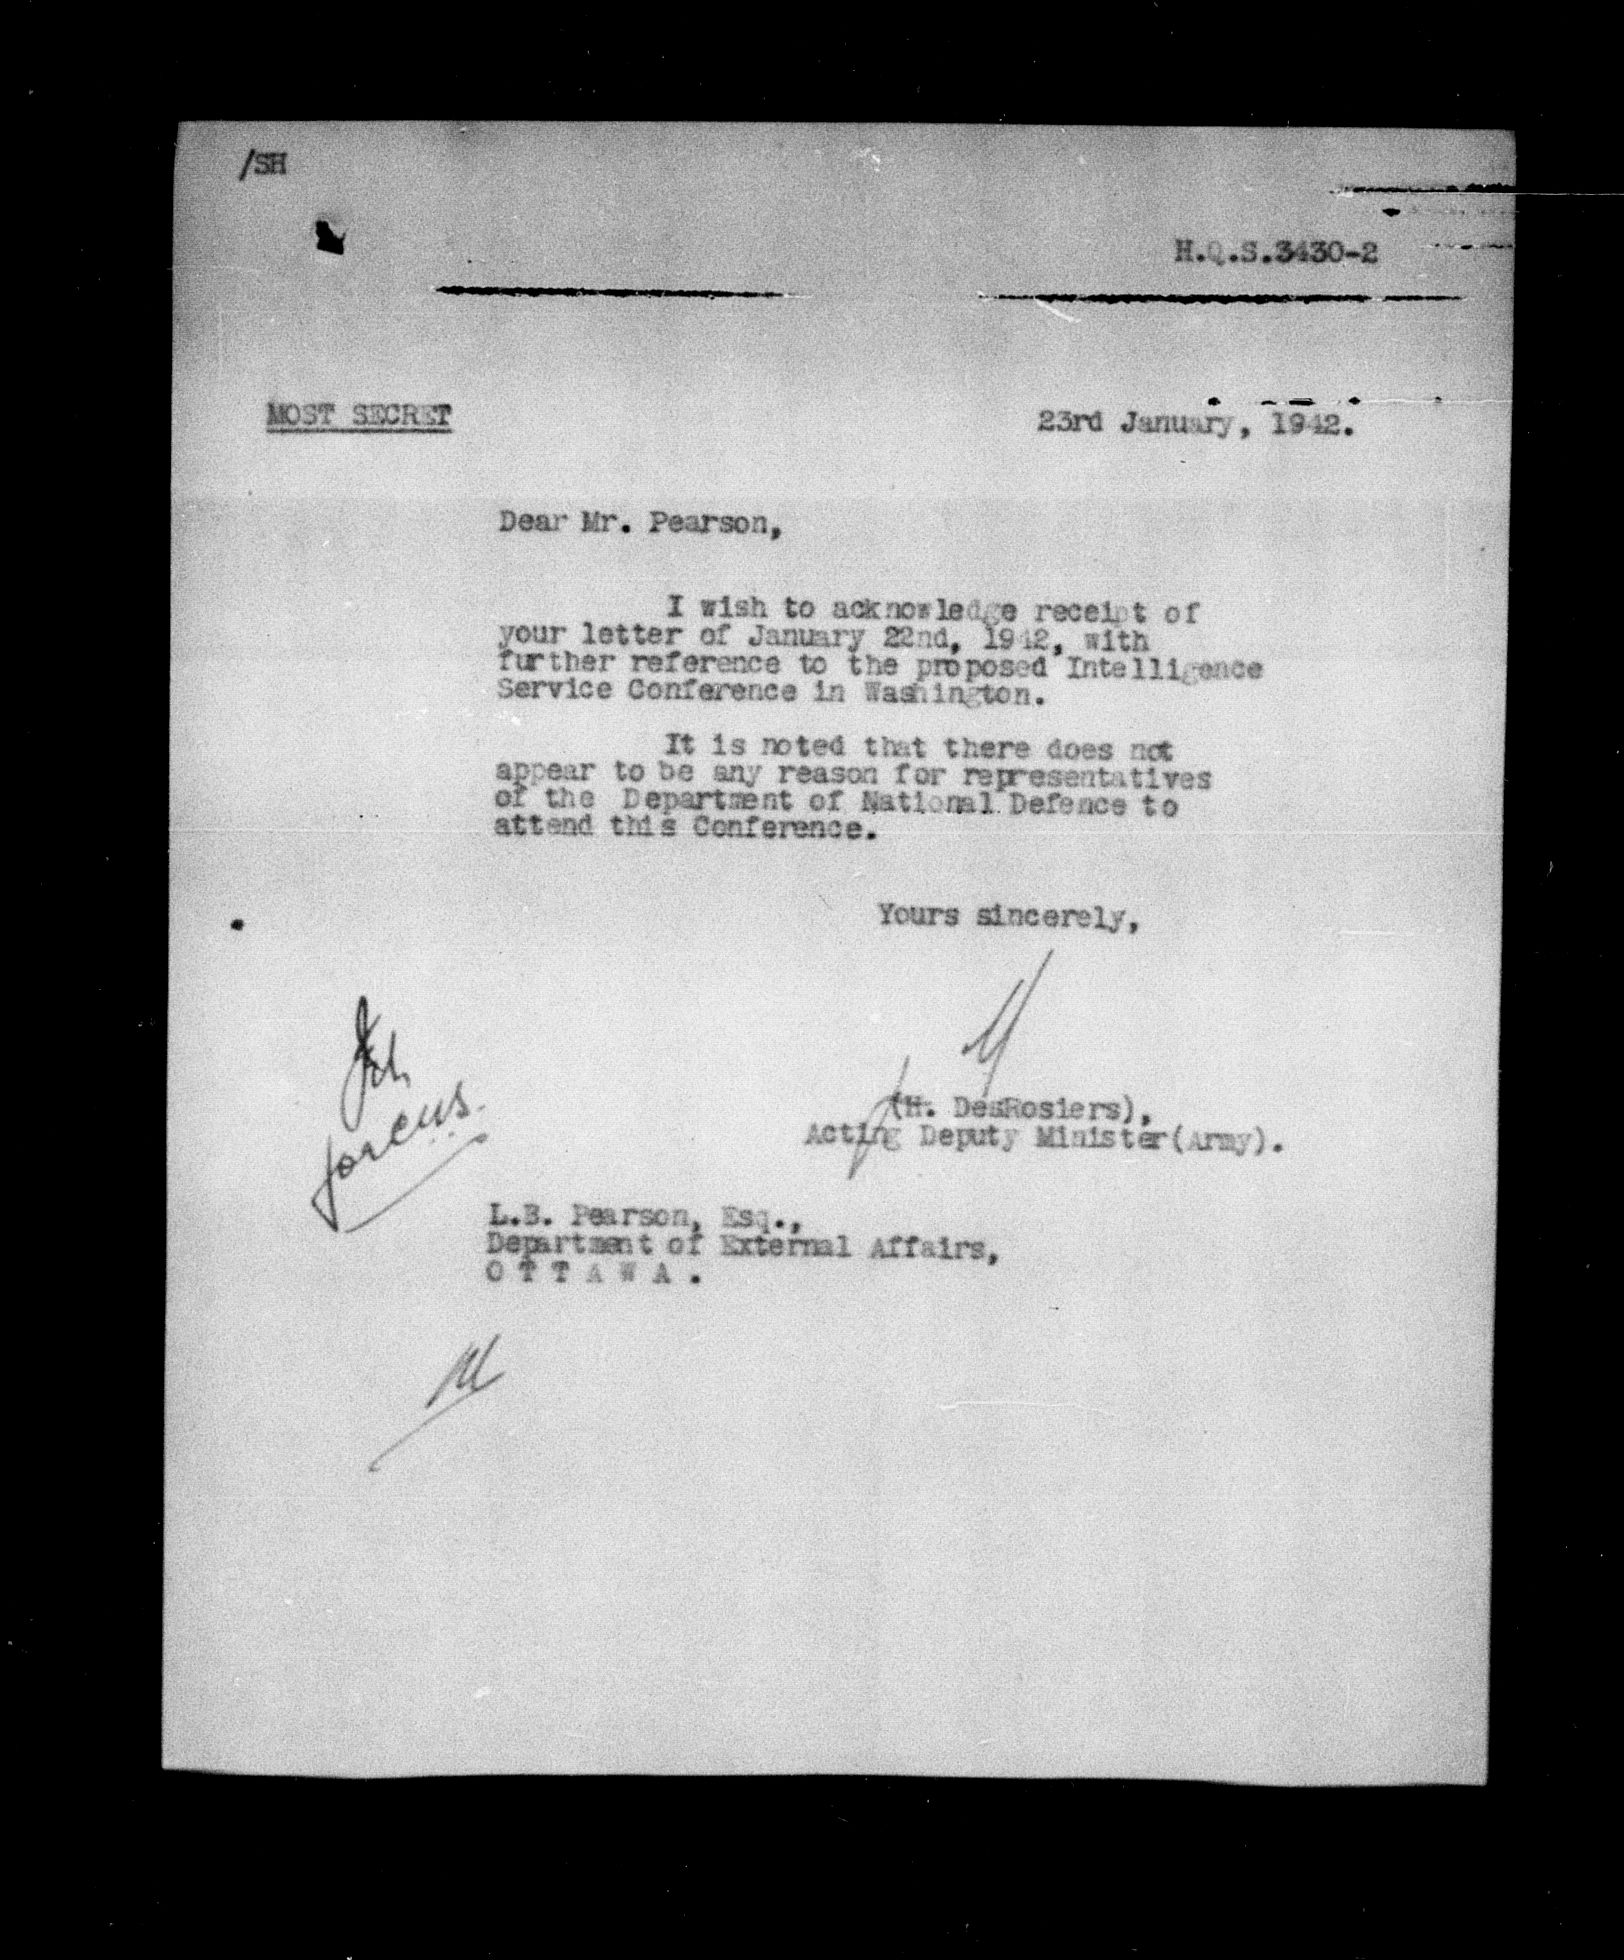 /SH
H.Q.S.3430-2
MOST SECRET
23rd January, 1942.
Dear Mr. Pearson,
I wish to acknowledge receipt of
your letter of January 22nd, 1942, with
further reference to the proposed Intelligence
Service Conference in Washington.
It is noted that there does not
appear to be any reason for representatives
of the Department of National Defence to
attend this Conference.
Yours sincerely,
(H. DesRosiers),
Acting Deputy Minister(Army).
L.B. Pearson, Esq.,
Department of External Affairs,
O T T A W A .